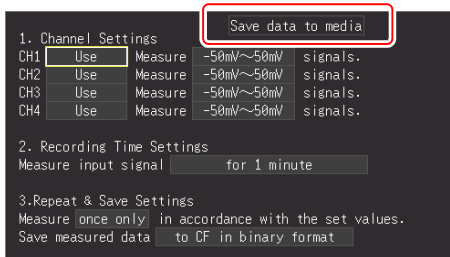 Save data to media
1. Channel Settings
CH1 Use Measure -50mV～50mV signals.
CH2 Use Measure -50mV～50mV signals.
CH3 Use Measure -50mV～50mV signals.
CH4 Use Measure -50mV～50mV signals.
2. Recording Time Settings
Measure input signal for 1 minute
3.Repeat & Save Settings
Measure once only in accordance with the set values.
Save measured data to CF in binary format